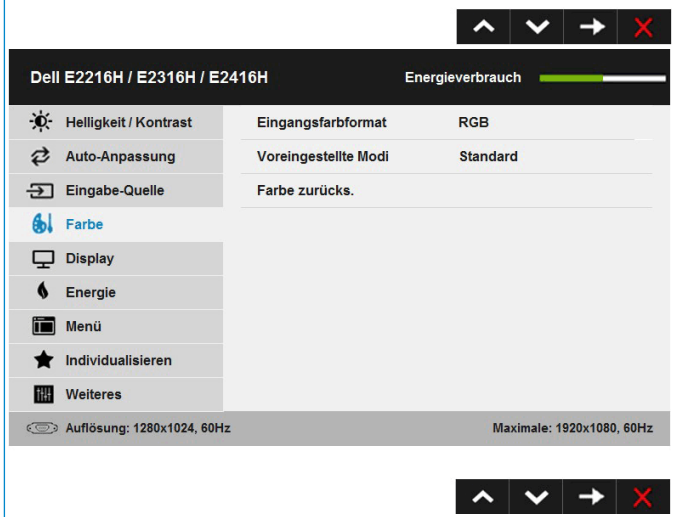 Dell E2216H / E2316H / E2416H Energieverbrauch
Helligkeit / Kontrast Eingangsfarbformat RGB
Auto-Anpassung Voreingestellte Modi Standard
Eingabe-Quelle Farbe zurücks.
Farbe
Display
Energie
Menü
Individualisieren
Weiteres
Auflösung: 1280x1024, 60Hz Maximale: 1920x1080, 60Hz